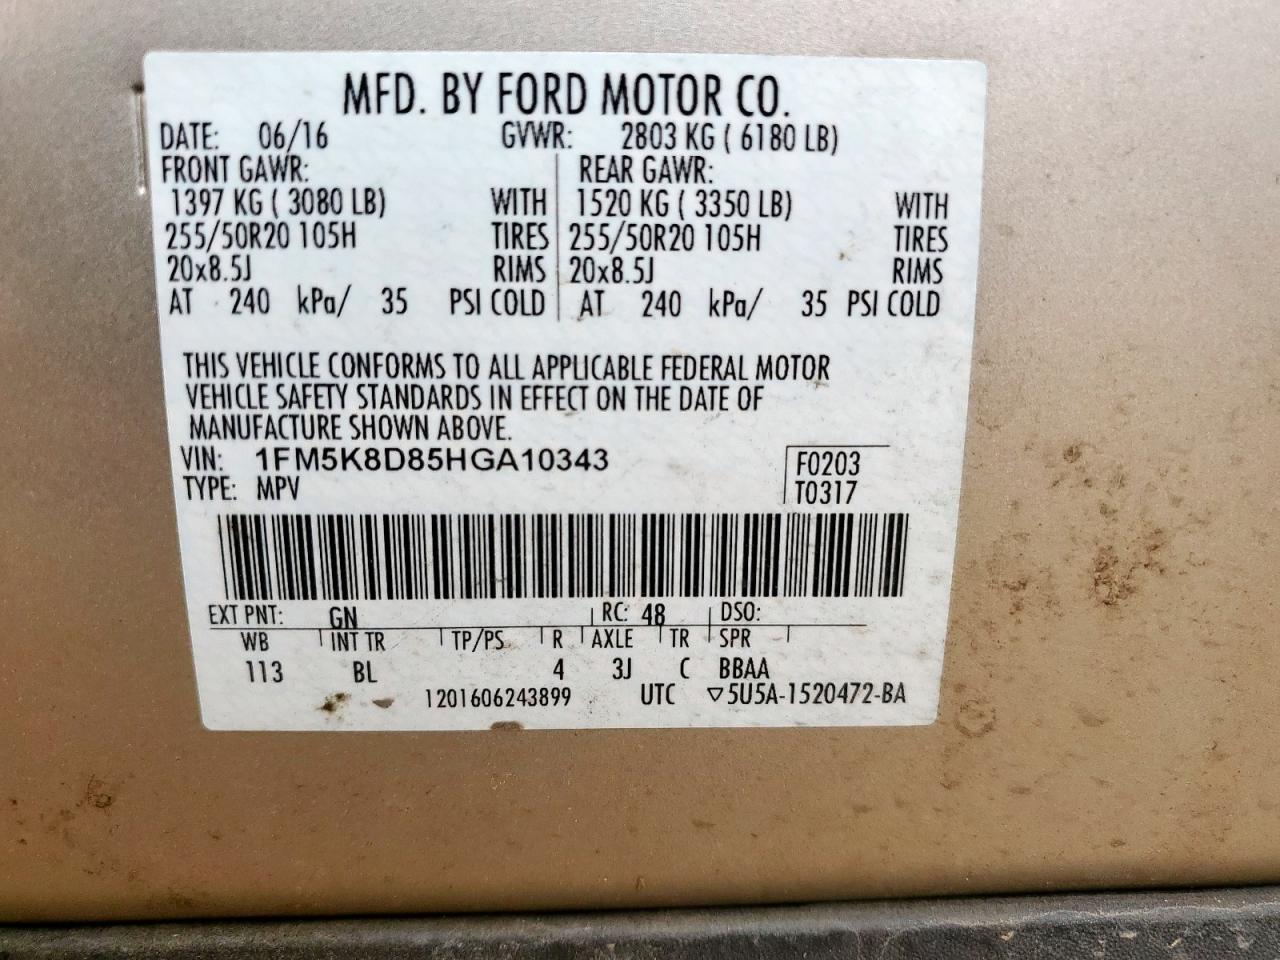 MFD. BY FORD MOTOR CO.
DATE: 06/16 GVWR: 2803 KG ( 6180 LB)
FRONT GAWR: REAR GAWR:
1397 KG ( 3080 LB) WITH 1520 KG ( 3350 LB) WITH
255/50R20 105H TIRES 255/50R20 105H TIRES
20x8.5J RIMS 20x8.5J RIMS
AT 240 kPa/ 35 PSI COLD AT 240 kPa/ 35 PSI COLD
THIS VEHICLE CONFORMS TO ALL APPLICABLE FEDERAL MOTOR
VEHICLE SAFETY STANDARDS IN EFFECT ON THE DATE OF
MANUFACTURE SHOWN ABOVE.
VIN: 1FM5K8D85HGA10343 F0203
TYPE: MPV T0317
EXT PNT: GN RC: 48 DSO:
WB INT TR TP/PS R AXLE TR SPR
113 BL 4 3J C BBAA
1201606243899 UTC ▽5U5A-1520472-BA